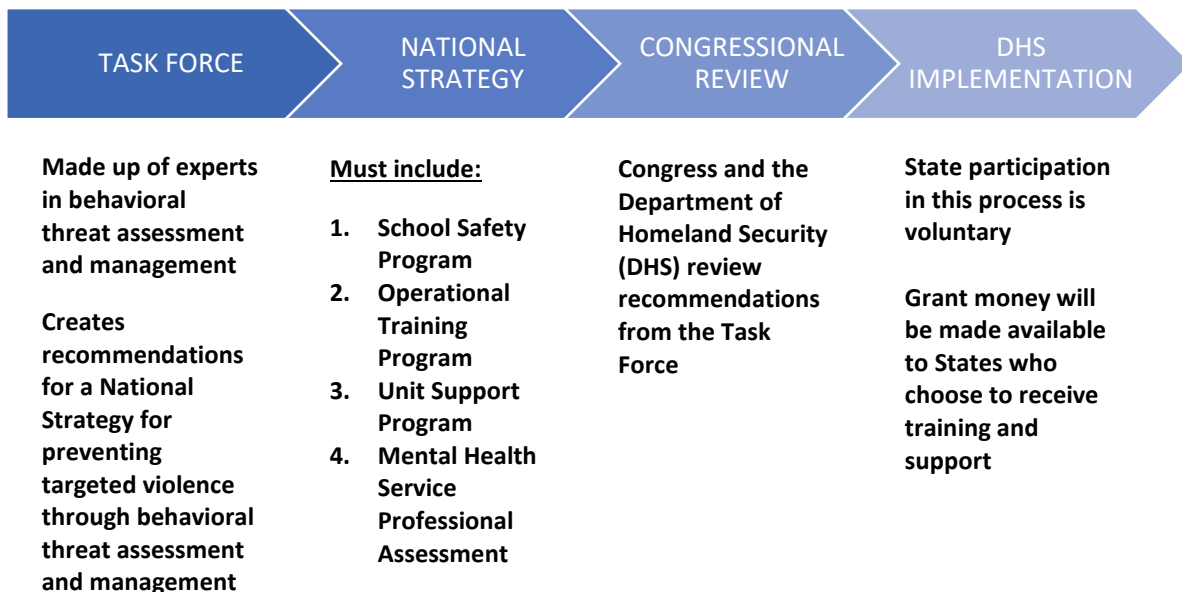 TASK FORCE
NATIONAL
STRATEGY
CONGRESSIONAL
REVIEW
DHS
IMPLEMENTATION
Made up of experts
in behavioral
threat assessment
and management
Creates
recommendations
for a National
Strategy for
preventing
targeted violence
through behavioral
threat assessment
and management
Must include:
1. School Safety
Program
2. Operational
Training
Program
3. Unit Support
Program
4. Mental Health
Service
Professional
Assessment
Congress and the
Department of
Homeland Security
(DHS) review
recommendations
from the Task
Force
State participation
in this process is
voluntary
Grant money will
be made available
to States who
choose to receive
training and
support